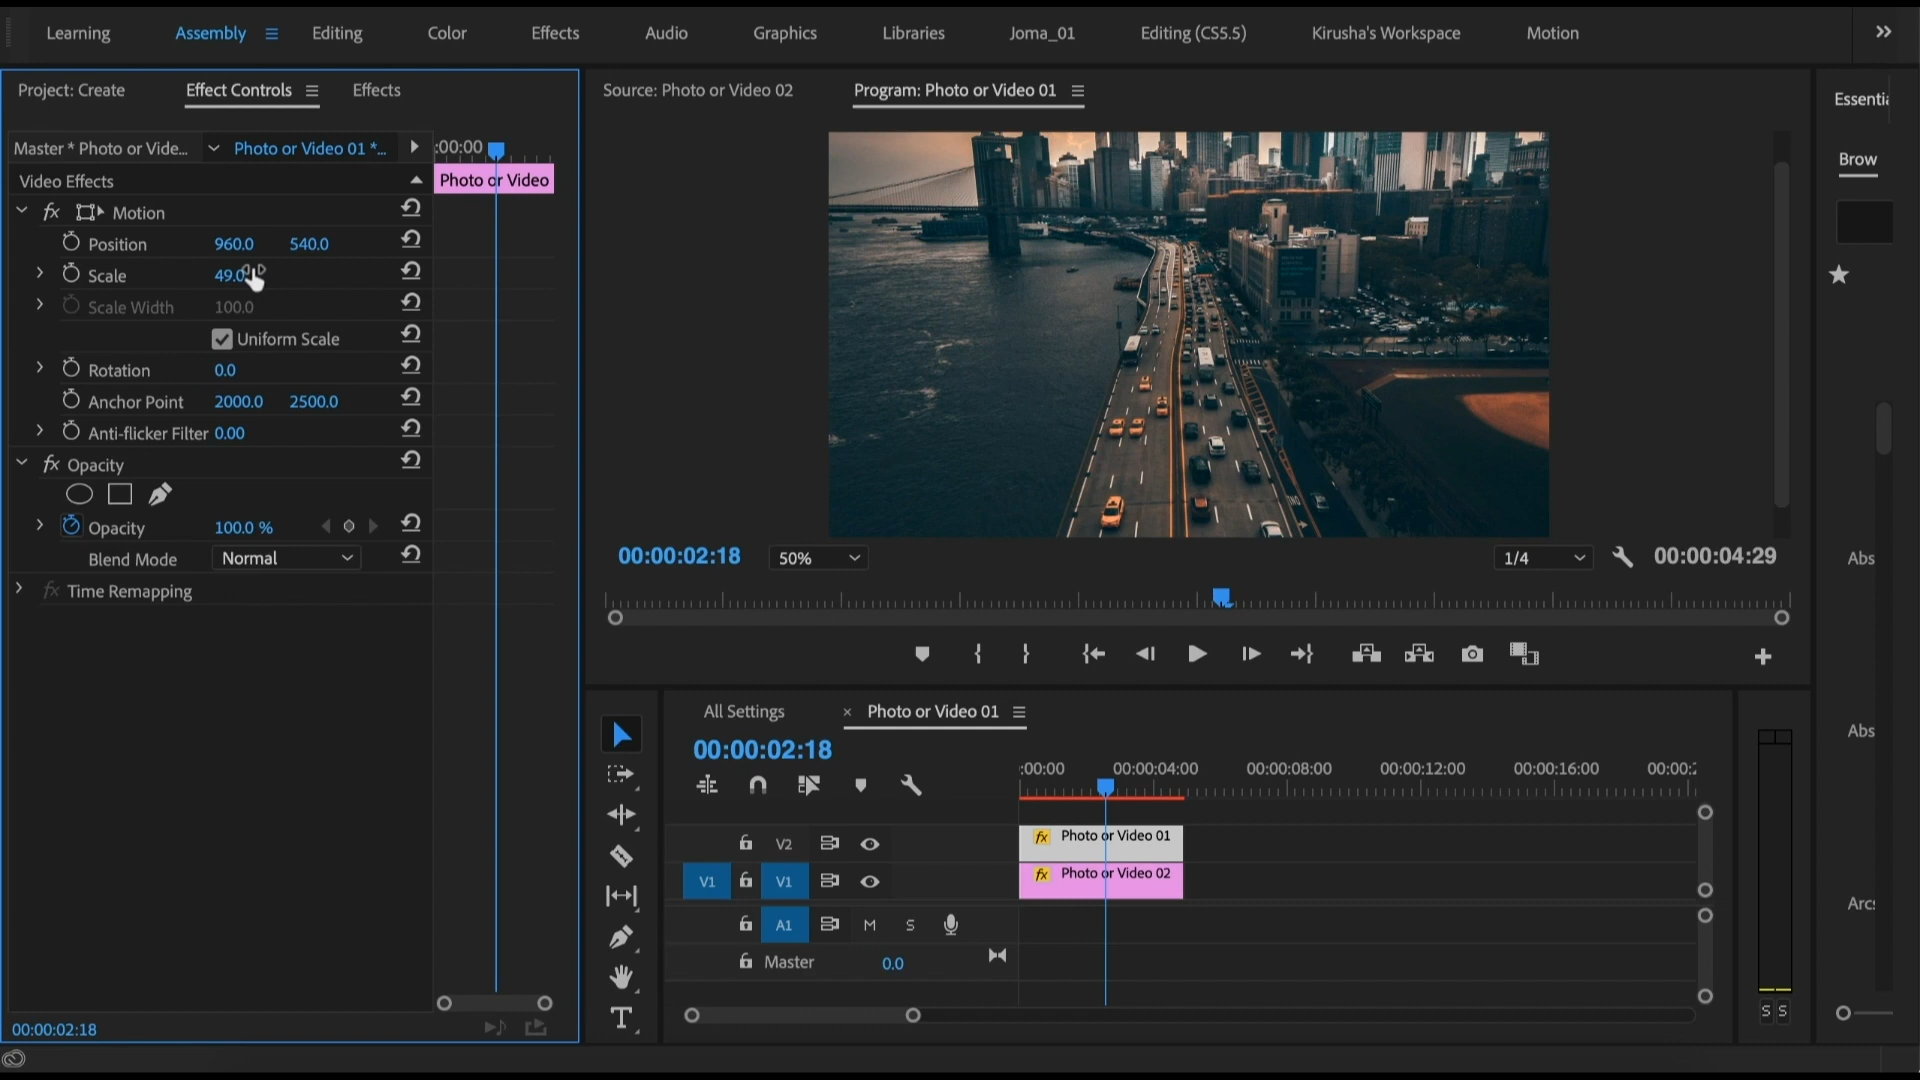 Learning Assembly Editing Color Effects Audio Graphics Libraries Joma_01 Editing (CS5.5) Kirusha's Workspace Motion
Project: Create Effect Controls Effects
Master * Photo or Vide... Photo or Video 01 *... :00:00
Video Effects Photo or Video
fx Motion
Position 960.0 540.0
Scale 49.0
Scale Width 100.0
Uniform Scale
Rotation 0.0
Anchor Point 2000.0 2500.0
Anti-flicker Filter 0.00
fx Opacity
Opacity 100.0 %
Blend Mode Normal
fx Time Remapping
00:00:02:18
Source: Photo or Video 02 Program: Photo or Video 01
00:00:02:18 50% 1/4 00:00:04:29
All Settings × Photo or Video 01
00:00:02:18
:00:00 00:00:04:00 00:00:08:00 00:00:12:00 00:00:16:00 00:00:2
V2 fx Photo or Video 01
V1 V1 fx Photo or Video 02
A1 M S
Master 0.0
S S
Essentia
Brow
Abs
Abs
Arcs